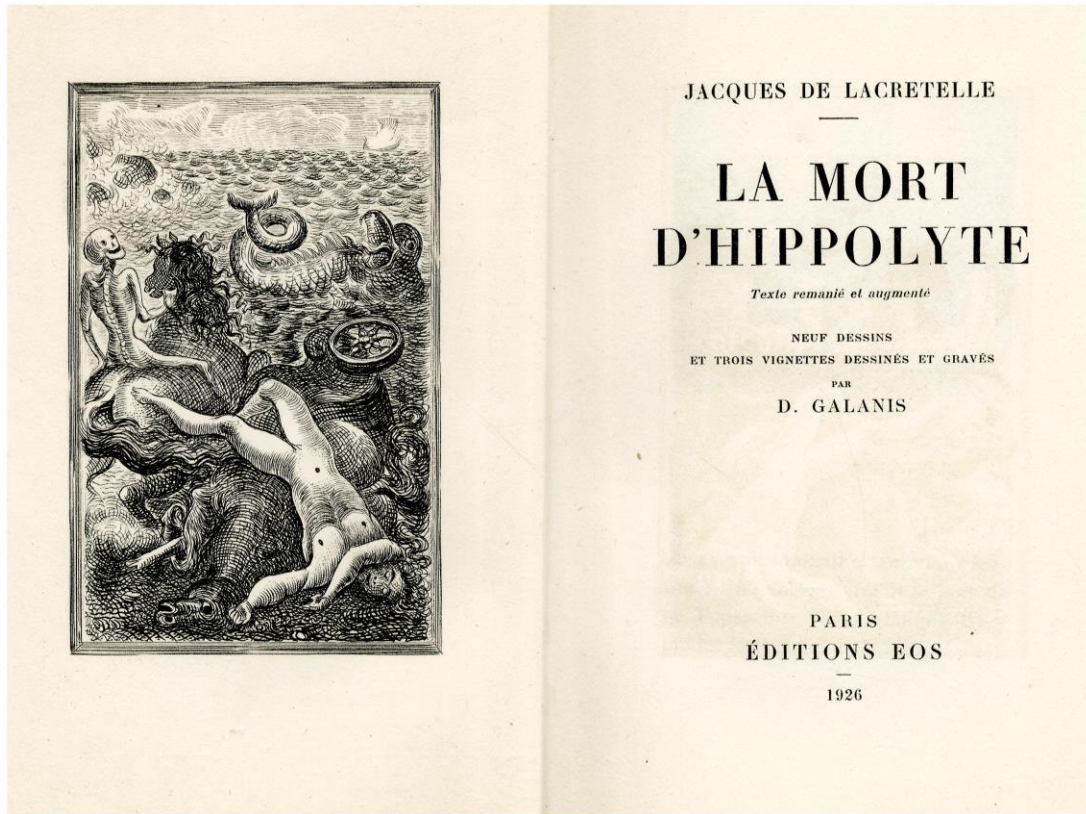 JACQUES DE LACRETELLE
LA MORT
D'HIPPOLYTE
Texte remanié et augmenté
NEUF DESSINS
ET TROIS VIGNETTES DESSINÉS ET GRAVÉS
PAR
D. GALANIS
PARIS
ÉDITIONS EOS
1926